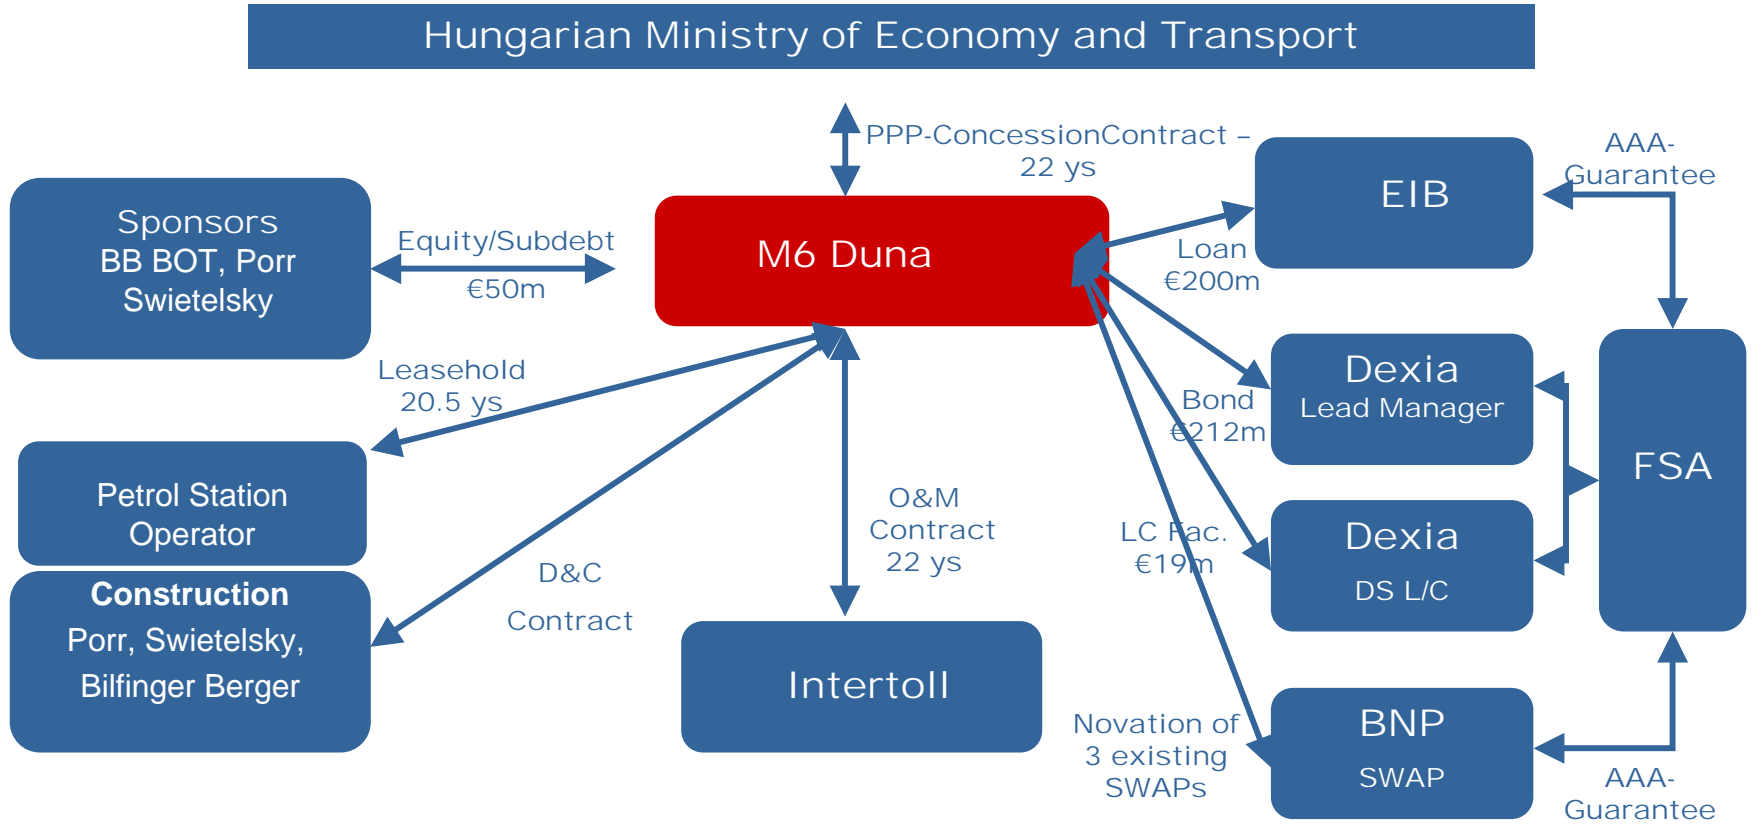 Hungarian Ministry of Economy and Transport
PPP-ConcessionContract –
22 ys
AAA-
Guarantee
EIB
Sponsors
BB BOT, Porr
Swietelsky
Equity/Subdebt
€50m
M6 Duna
Loan
€200m
Leasehold
20.5 ys
Bond
€212m
Dexia
Lead Manager
FSA
Petrol Station
Operator
O&M
Contract
22 ys
LC Fac.
€19m
Dexia
DS L/C
D&C
Contract
Construction
Porr, Swietelsky,
Bilfinger Berger
Intertoll
Novation of
3 existing
SWAPs
BNP
SWAP
AAA-
Guarantee